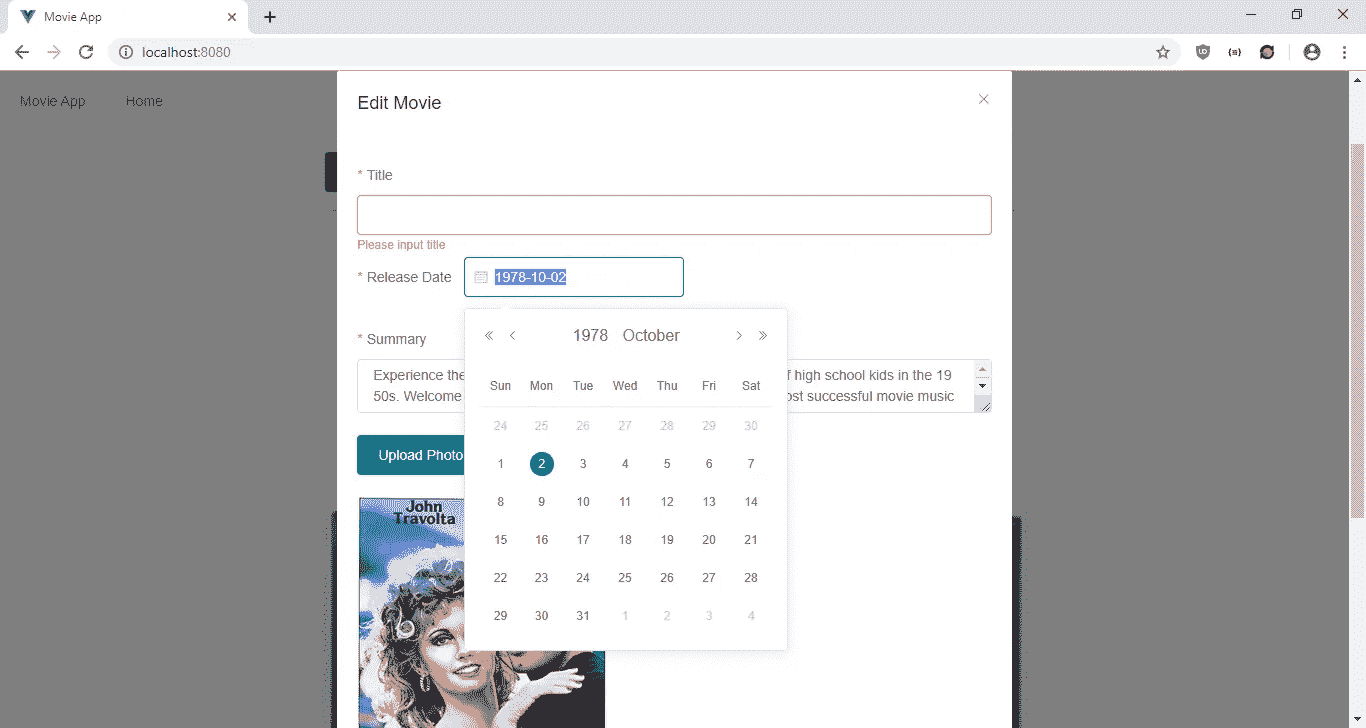 Movie App
localhost:8080
Movie App Home
Edit Movie
* Title
Please input title
* Release Date 1978-10-02
1978 October
* Summary
Sun Mon Tue Wed Thu Fri Sat
Experience the f high school kids in the 19
50s. Welcome ost successful movie music
24 25 26 27 28 29 30
Upload Photo
1 2 3 4 5 6 7
8 9 10 11 12 13 14
John
Travolta
15 16 17 18 19 20 21
22 23 24 25 26 27 28
29 30 31 1 2 3 4